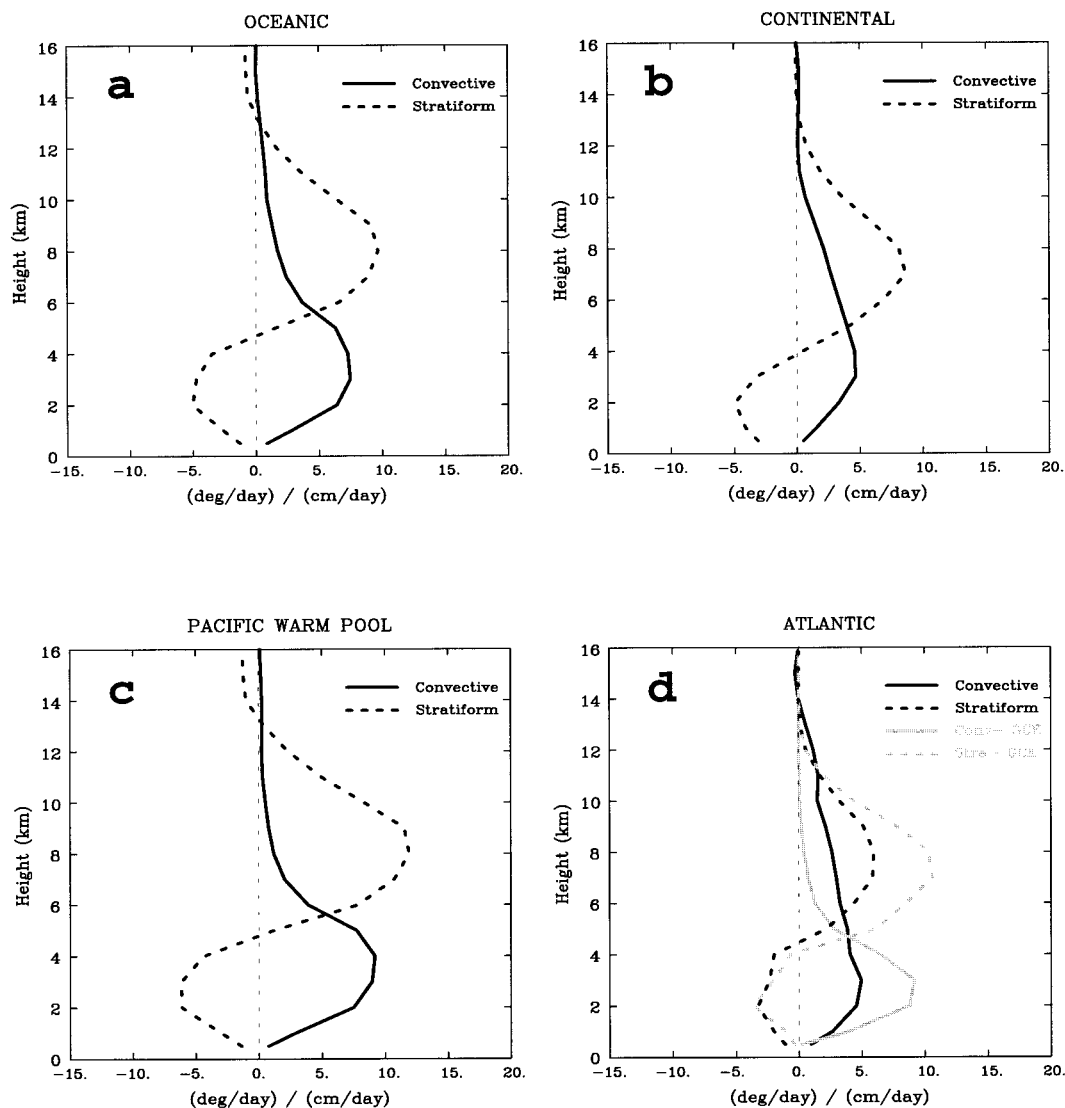 OCEANIC
a
Convective
Stratiform
Height (km)
16
14
12
10
8
6
4
2
0
−15. −10. −5. 0. 5. 10. 15. 20.
(deg/day) / (cm/day)
CONTINENTAL
b
Convective
Stratiform
Height (km)
16
14
12
10
8
6
4
2
0
−15. −10. −5. 0. 5. 10. 15. 20.
(deg/day) / (cm/day)
PACIFIC WARM POOL
c
Convective
Stratiform
Height (km)
16
14
12
10
8
6
4
2
0
−15. −10. −5. 0. 5. 10. 15. 20.
(deg/day) / (cm/day)
ATLANTIC
d
Convective
Stratiform
Conv−
Stra−
Height (km)
16
14
12
10
8
6
4
2
0
−15. −10. −5. 0. 5. 10. 15. 20.
(deg/day) / (cm/day)